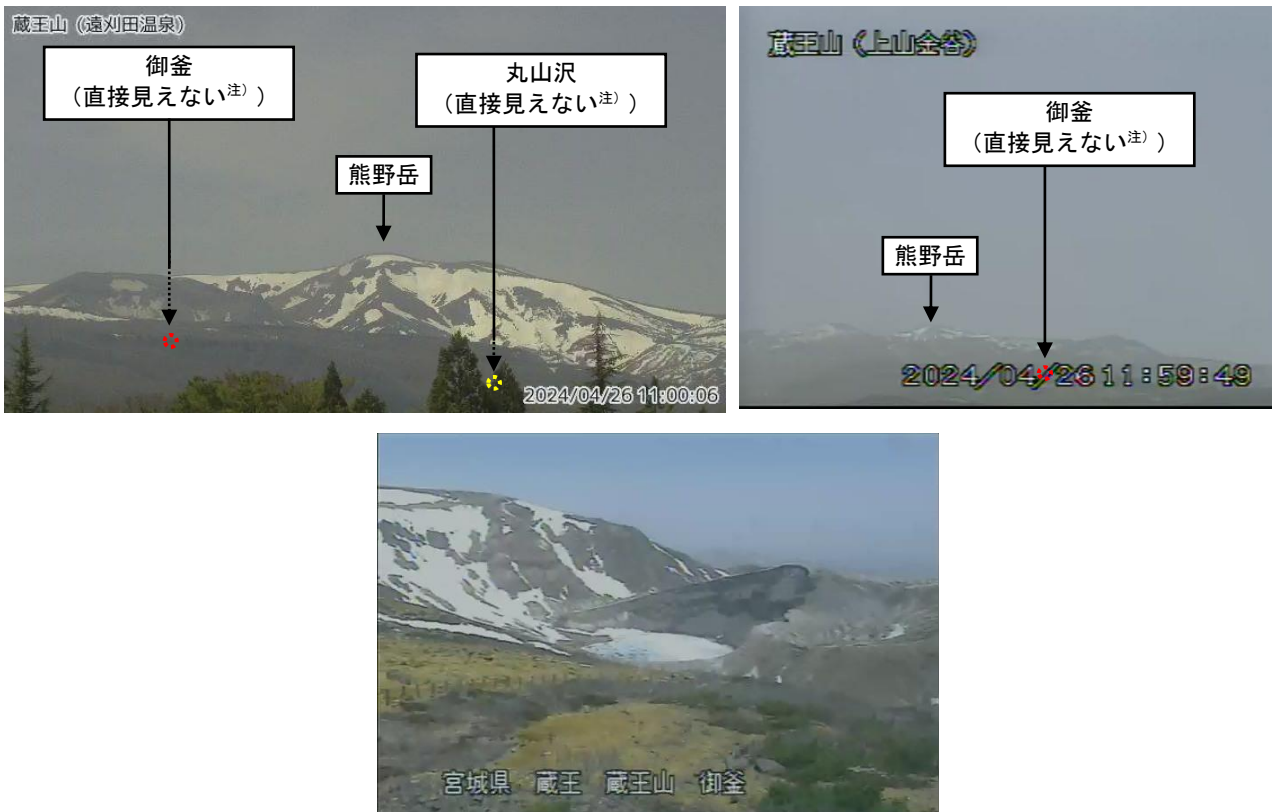 蔵王山（遠刈田温泉）
御釜
（直接見えない注））
丸山沢
（直接見えない注））
熊野岳
2024/04/26 11:00:06
蔵王山（上山金谷）
御釜
（直接見えない注））
熊野岳
2024/04/26 11:59:49
宮城県 蔵王 蔵王山 御釜